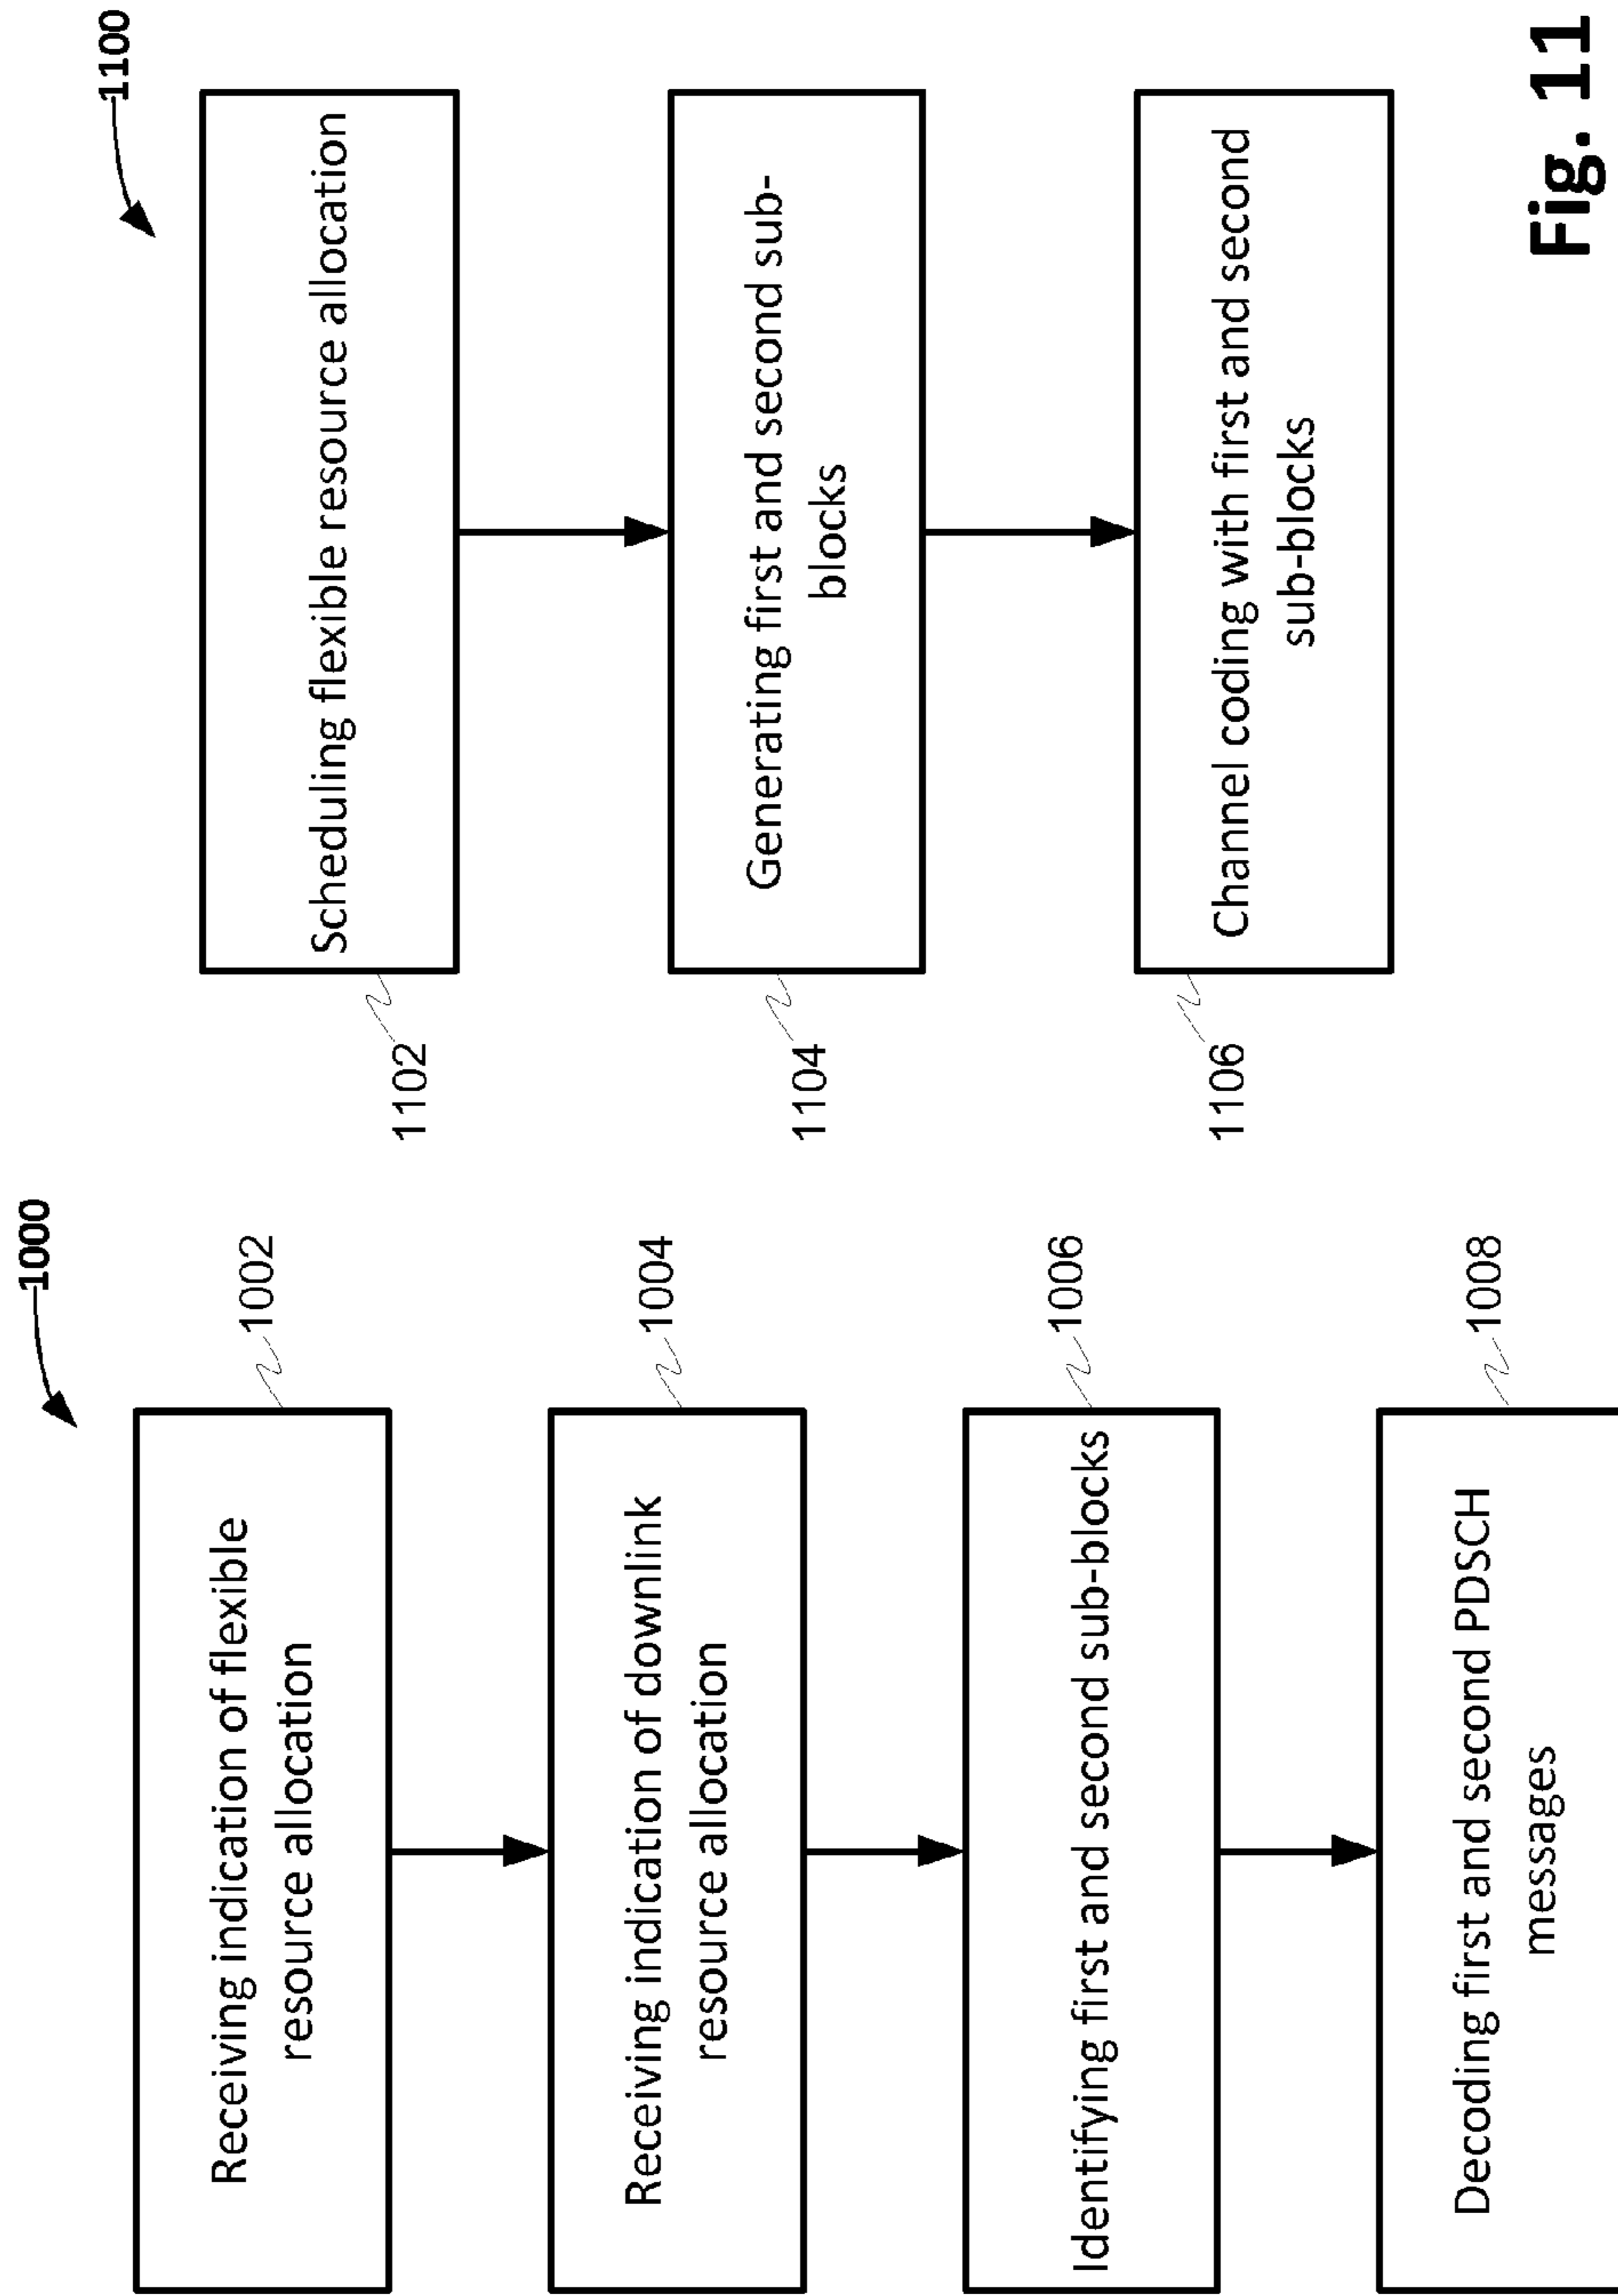 1000
Receiving indication of flexible
resource allocation
1002
Receiving indication of downlink
resource allocation
1004
Identifying first and second sub-blocks
1006
Decoding first and second PDSCH
messages
1008
1100
Scheduling flexible resource allocation
1102
Generating first and second sub-
blocks
1104
Channel coding with first and second
sub-blocks
1106
Fig. 11